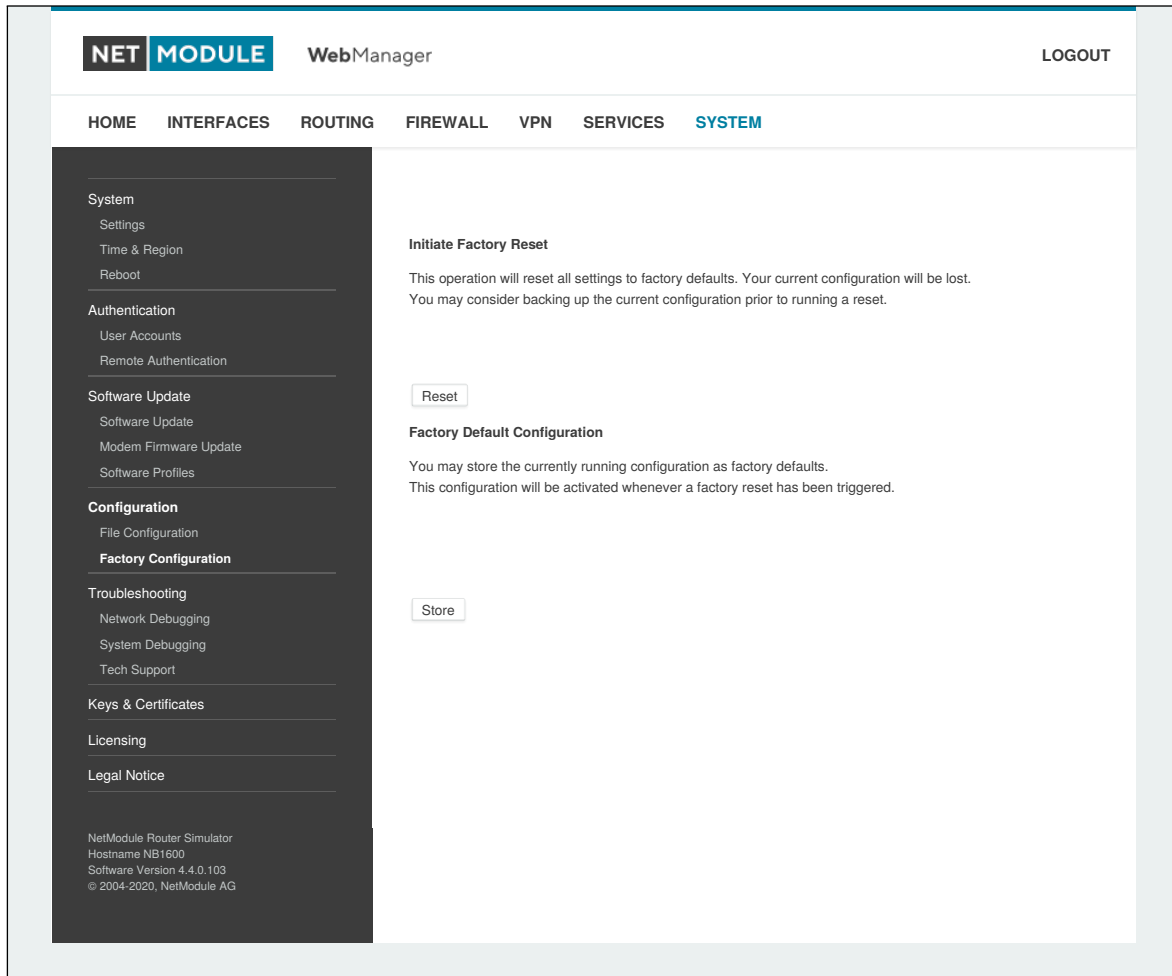 NET MODULE WebManager LOGOUT
HOME INTERFACES ROUTING FIREWALL VPN SERVICES SYSTEM
System
Settings
Time & Region
Reboot
Authentication
User Accounts
Remote Authentication
Software Update
Software Update
Modem Firmware Update
Software Profiles
Configuration
File Configuration
Factory Configuration
Troubleshooting
Network Debugging
System Debugging
Tech Support
Keys & Certificates
Licensing
Legal Notice
NetModule Router Simulator
Hostname NB1600
Software Version 4.4.0.103
© 2004-2020, NetModule AG
Initiate Factory Reset
This operation will reset all settings to factory defaults. Your current configuration will be lost.
You may consider backing up the current configuration prior to running a reset.
Reset
Factory Default Configuration
You may store the currently running configuration as factory defaults.
This configuration will be activated whenever a factory reset has been triggered.
Store